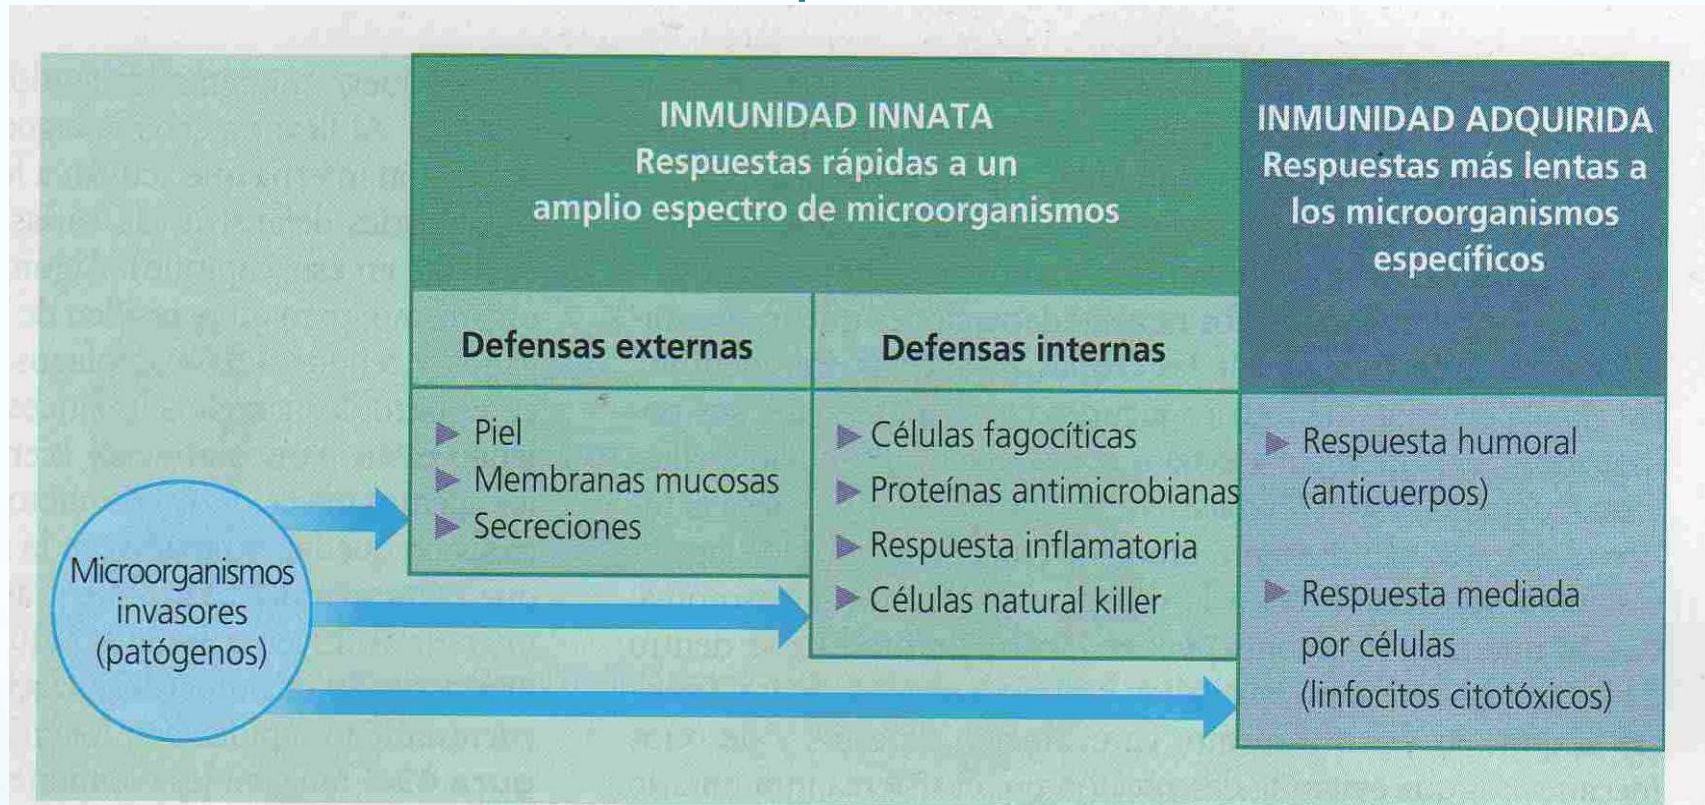 INMUNIDAD INNATA
Respuestas rápidas a un
amplio espectro de microorganismos
INMUNIDAD ADQUIRIDA
Respuestas más lentas a
los microorganismos
específicos
Defensas externas
Defensas internas
Piel
Membranas mucosas
Secreciones
Células fagocíticas
Proteínas antimicrobianas
Respuesta inflamatoria
Células natural killer
Respuesta humoral
(anticuerpos)
Respuesta mediada
por células
(linfocitos citotóxicos)
Microorganismos
invasores
(patógenos)